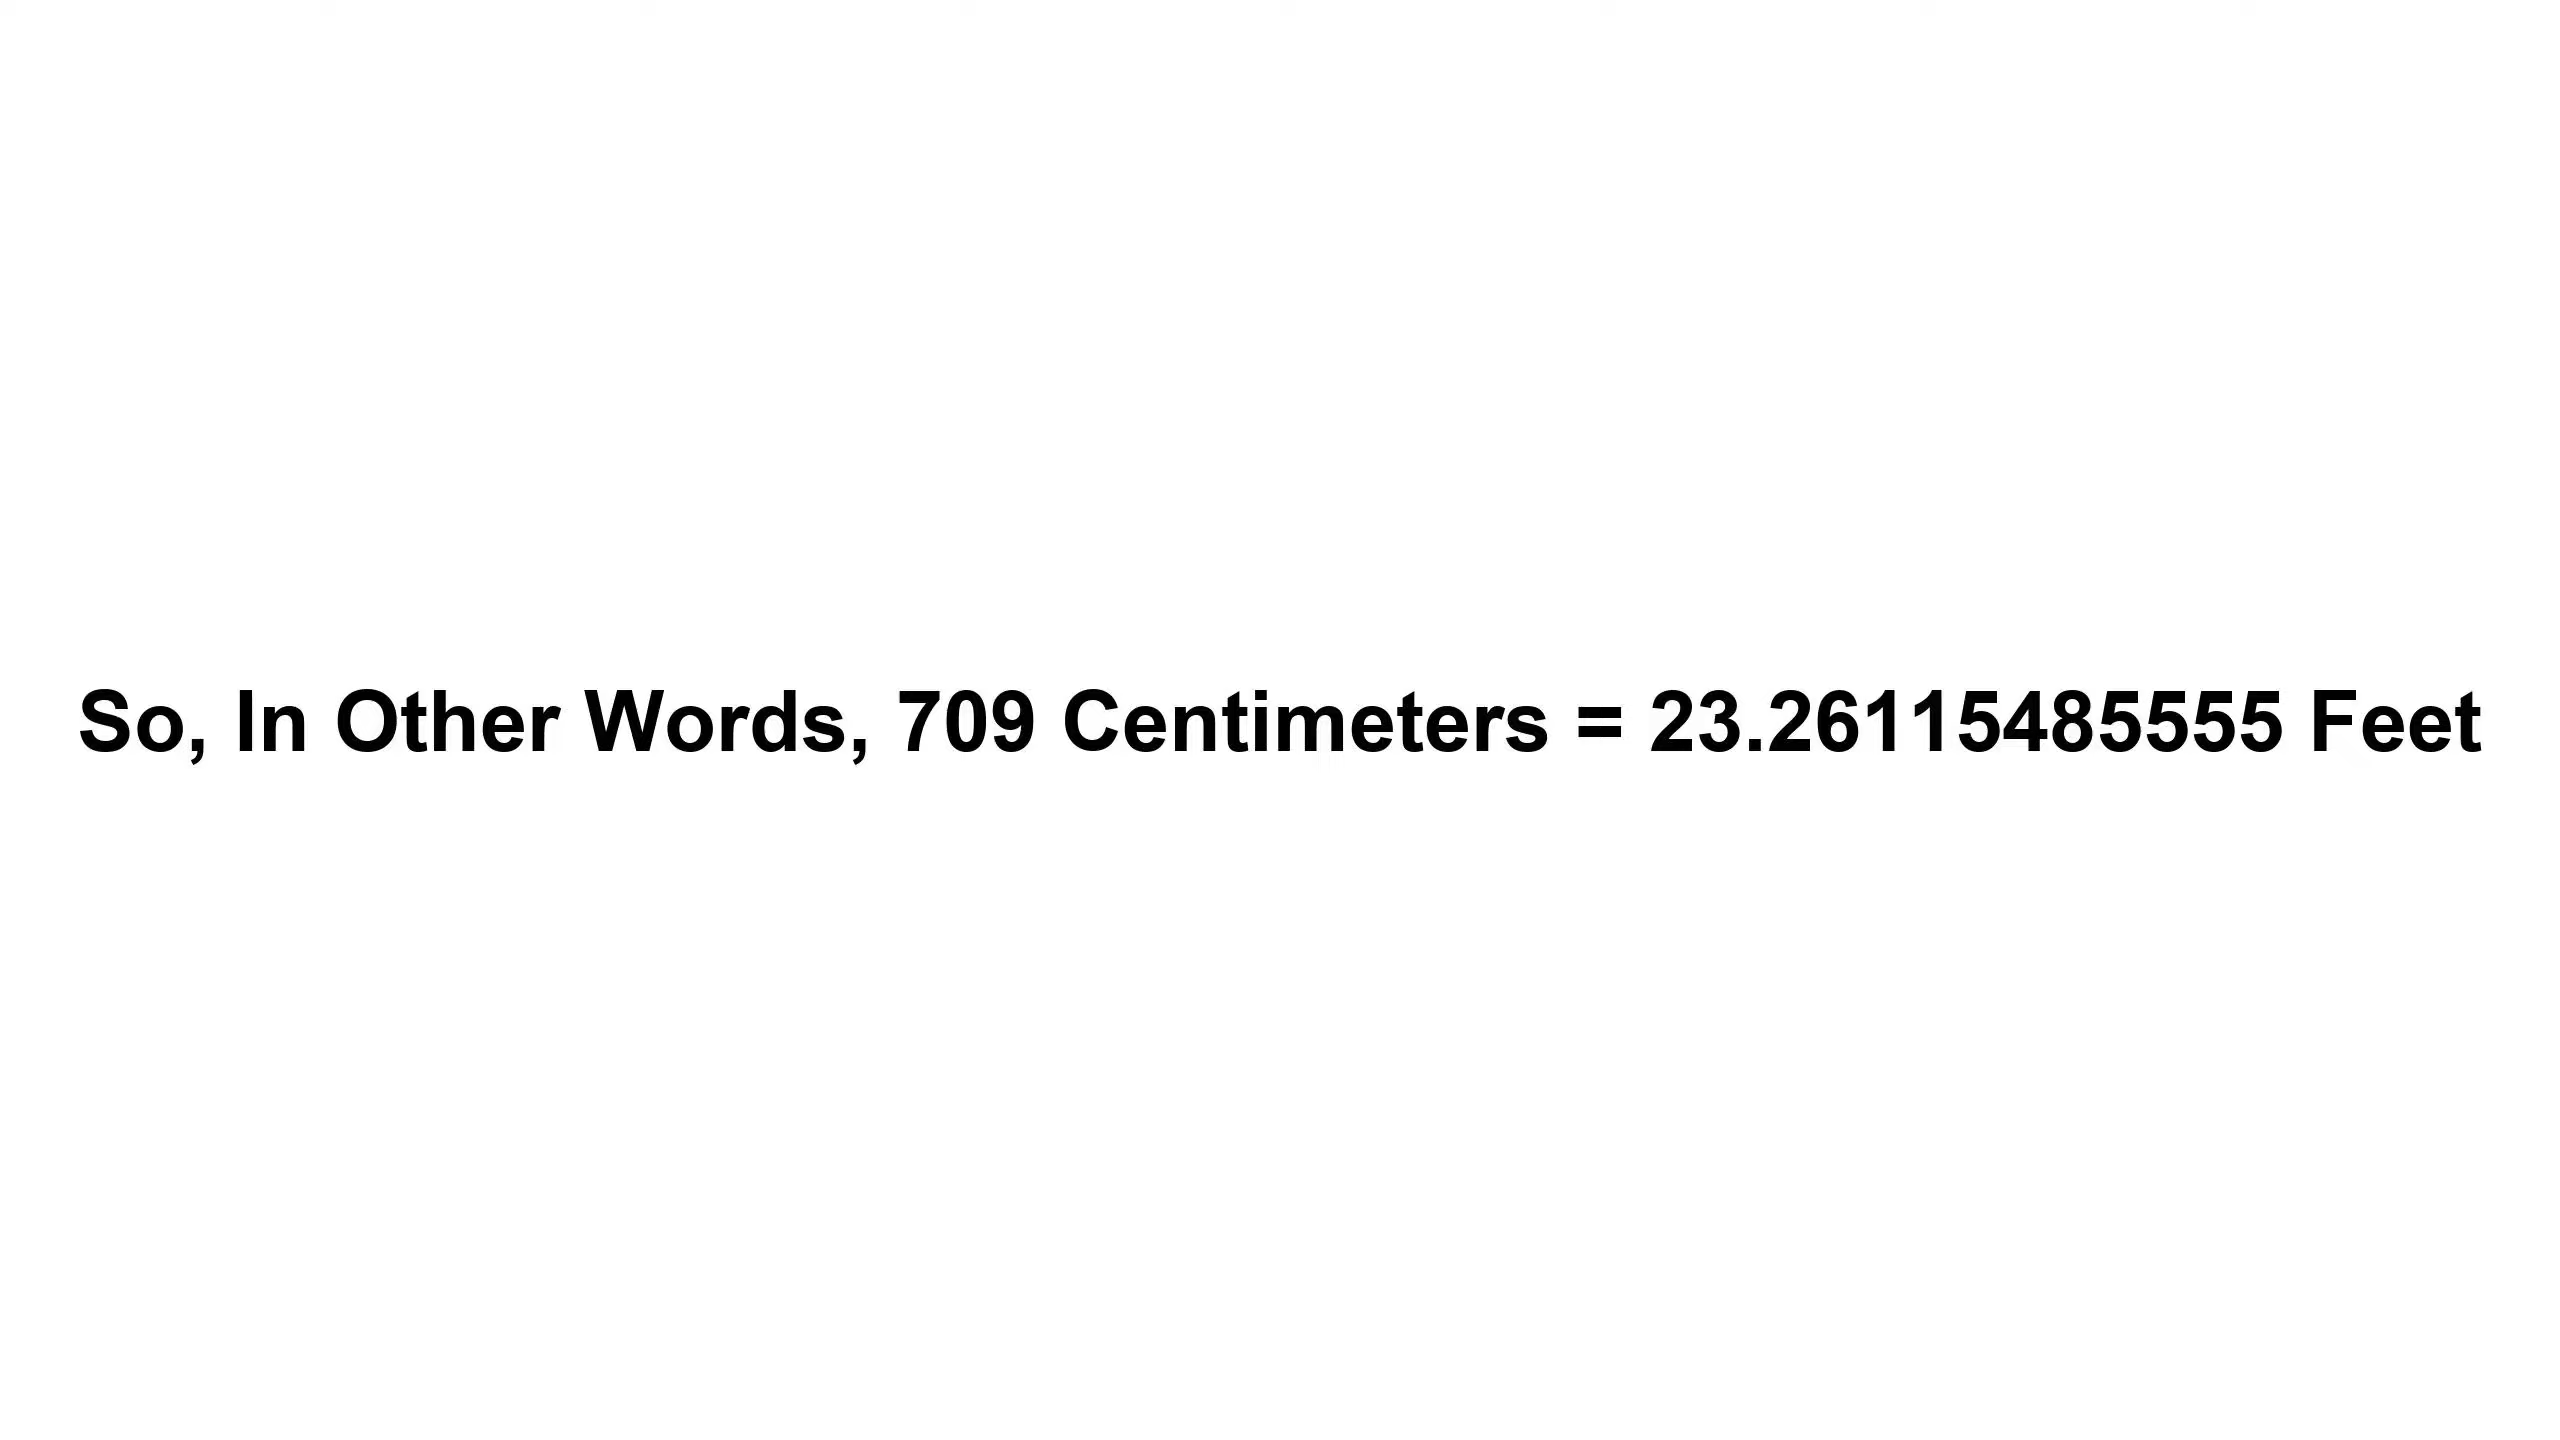 So, In Other Words, 709 Centimeters = 23.26115485555 Feet